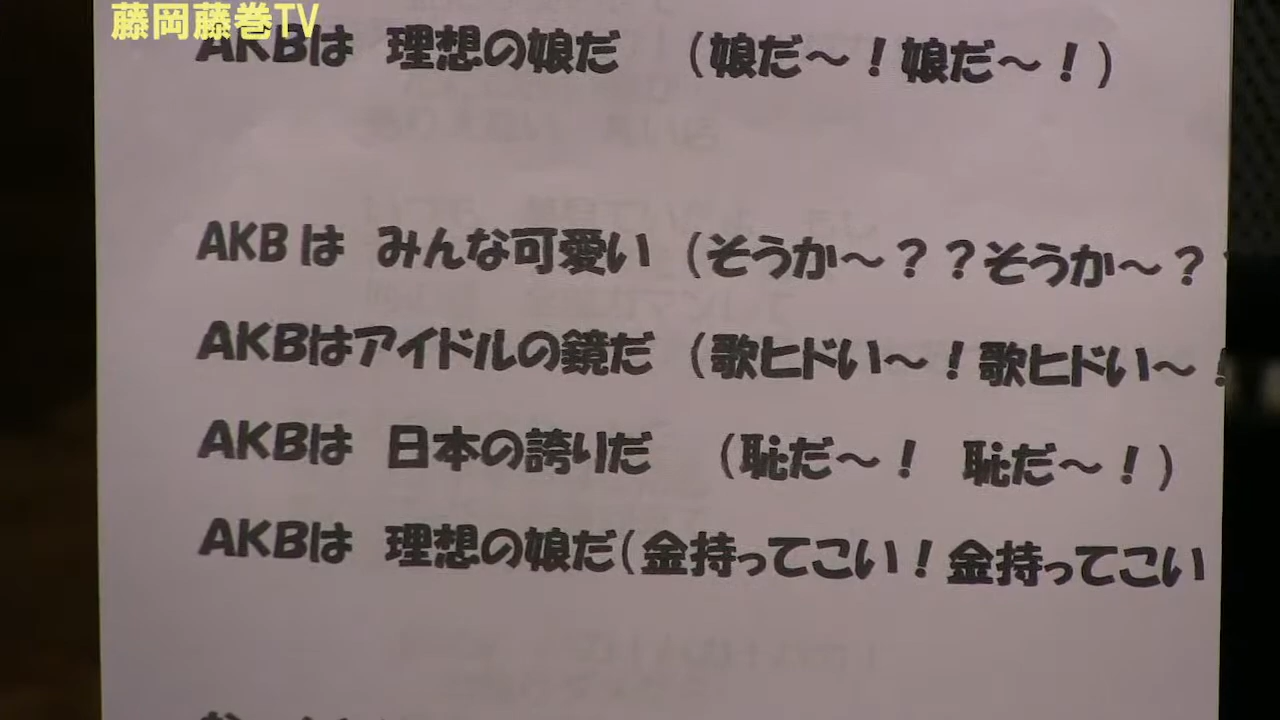 藤岡藤巻TV
AKBは 理想の娘だ (娘だ～!娘だ～!)
AKBは みんな可愛い (そうか～??そうか～?
AKBはアイドルの鏡だ (歌ヒドい～!歌ヒドい～!
AKBは 日本の誇りだ (恥だ～! 恥だ～!)
AKBは 理想の娘だ(金持ってこい!金持ってこい